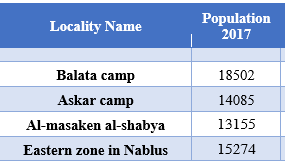 Locality Name Population
2017
Balata camp 18502
Askar camp 14085
Al-masaken al-shabya 13155
Eastern zone in Nablus 15274